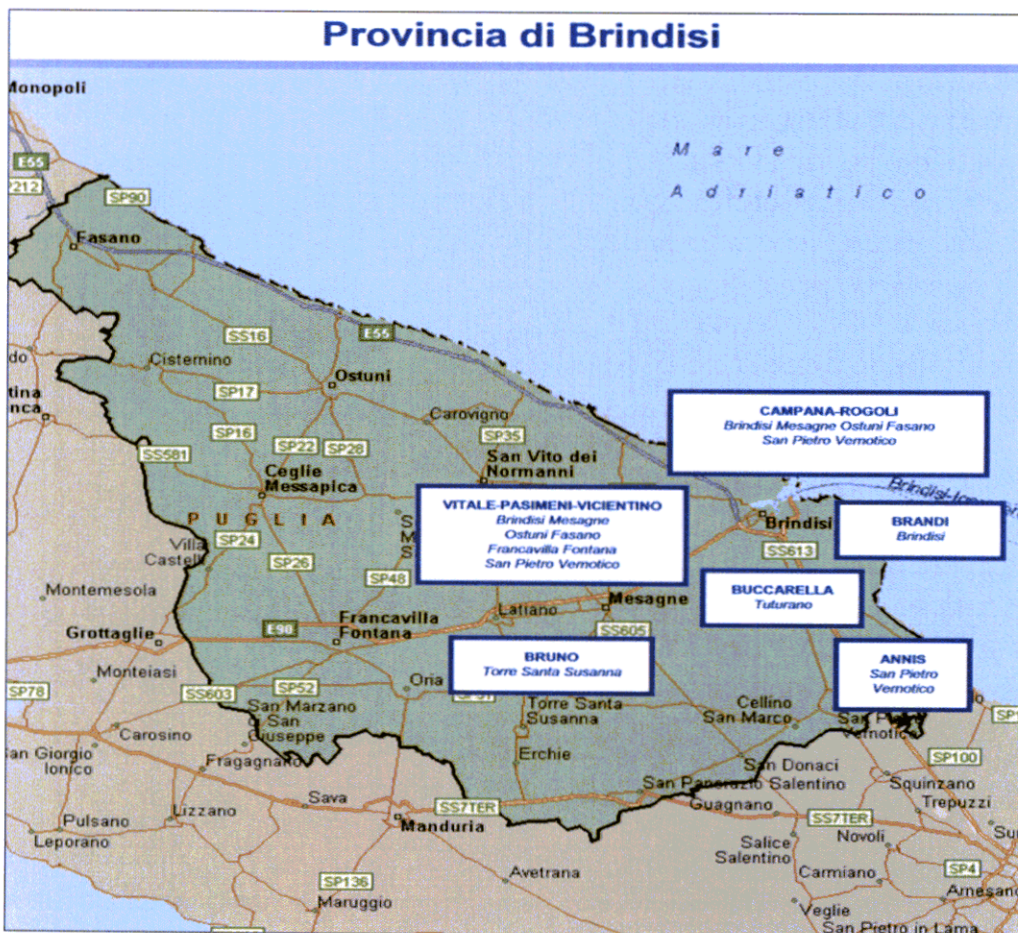 Provincia di Brindisi
Monopoli
Mare
Adriatico
E55
P212
SP90
Fasano
SS16
E55
Cisternino
SP17
Ostuni
Carovigno
SP16
SP22
SP28
SP35
SS581
San Vito dei
Normanni
Ceglie
Messapica
CAMPANA-ROGOLI
Brindisi Mesagne Ostuni Fasano
San Pietro Vernotico
PUGLIA
VITALE-PASIMENI-VICIENTINO
Brindisi Mesagne
Ostuni Fasano
Francavilla Fontana
San Pietro Vernotico
Brindisi
BRANDI
Brindisi
SS613
SP24
Villa
Castell
SP26
SP48
Montemesola
BUCCARELLA
Tuturano
Latiano
Mesagne
Francavilla
Fontana
E90
Grottaglie
SS605
BRUNO
Torre Santa Susanna
ANNIS
San Pietro
Vernotico
Monteiasi
SP78
SS603
SP52
Oria
San Marzano
San
Giuseppe
Torre Santa
Susanna
Cellino
San Marco
Carosino
San Giorgio
Ionico
Fragagnano
Erchie
San Donaci
San Pancrazio Salentino
SP100
Squinzano
Sava
SS7TER
Guagnano
Trepuzzi
Lizzano
Manduria
SS7TER
Novoli
Pulsano
Leporano
Salice
Salentino
SP136
Avetrana
Carmiano
SP4
Arnesano
Maruggio
Veglie
San Pietro in Lama